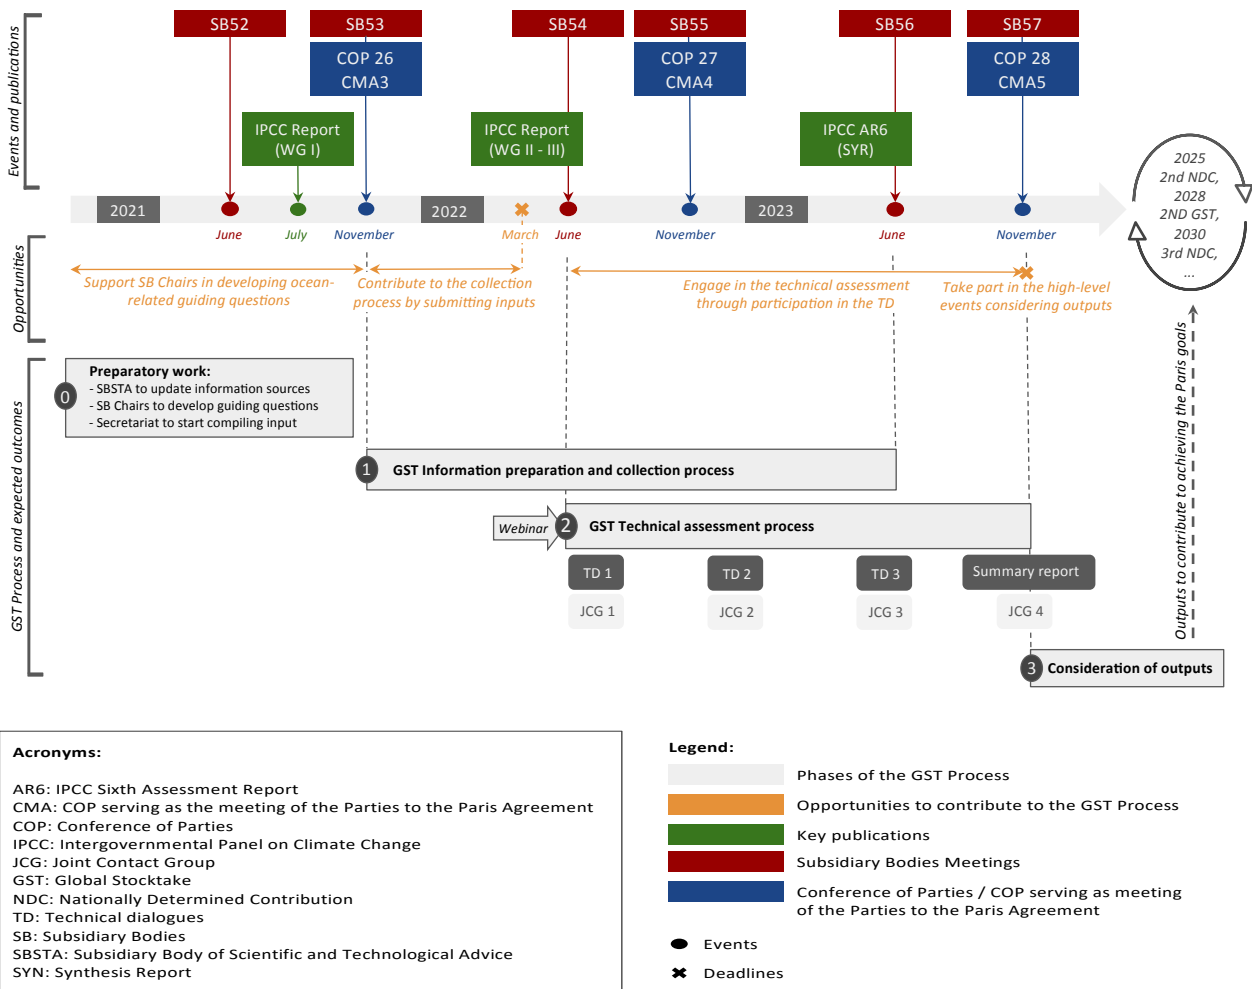 Events and publications
SB52
SB53
SB54
SB55
SB56
SB57
COP 26
CMA3
COP 27
CMA4
COP 28
CMA5
IPCC Report
(WG I)
IPCC Report
(WG II - III)
IPCC AR6
(SYR)
2021
2022
2023
June
July
November
March
June
November
June
November
2025
2nd NDC,
2028
2ND GST,
2030
3rd NDC,
...
Opportunities
Support SB Chairs in developing ocean-
related guiding questions
Contribute to the collection
process by submitting inputs
Engage in the technical assessment
through participation in the TD
Take part in the high-level
events considering outputs
GST Process and expected outcomes
0
Preparatory work:
- SBSTA to update information sources
- SB Chairs to develop guiding questions
- Secretariat to start compiling input
1
GST Information preparation and collection process
Webinar
2
GST Technical assessment process
TD 1
TD 2
TD 3
Summary report
JCG 1
JCG 2
JCG 3
JCG 4
3
Consideration of outputs
Outputs to contribute to achieving the Paris goals
Acronyms:
AR6: IPCC Sixth Assessment Report
CMA: COP serving as the meeting of the Parties to the Paris Agreement
COP: Conference of Parties
IPCC: Intergovernmental Panel on Climate Change
JCG: Joint Contact Group
GST: Global Stocktake
NDC: Nationally Determined Contribution
TD: Technical dialogues
SB: Subsidiary Bodies
SBSTA: Subsidiary Body of Scientific and Technological Advice
SYN: Synthesis Report
Legend:
Phases of the GST Process
Opportunities to contribute to the GST Process
Key publications
Subsidiary Bodies Meetings
Conference of Parties / COP serving as meeting
of the Parties to the Paris Agreement
Events
Deadlines